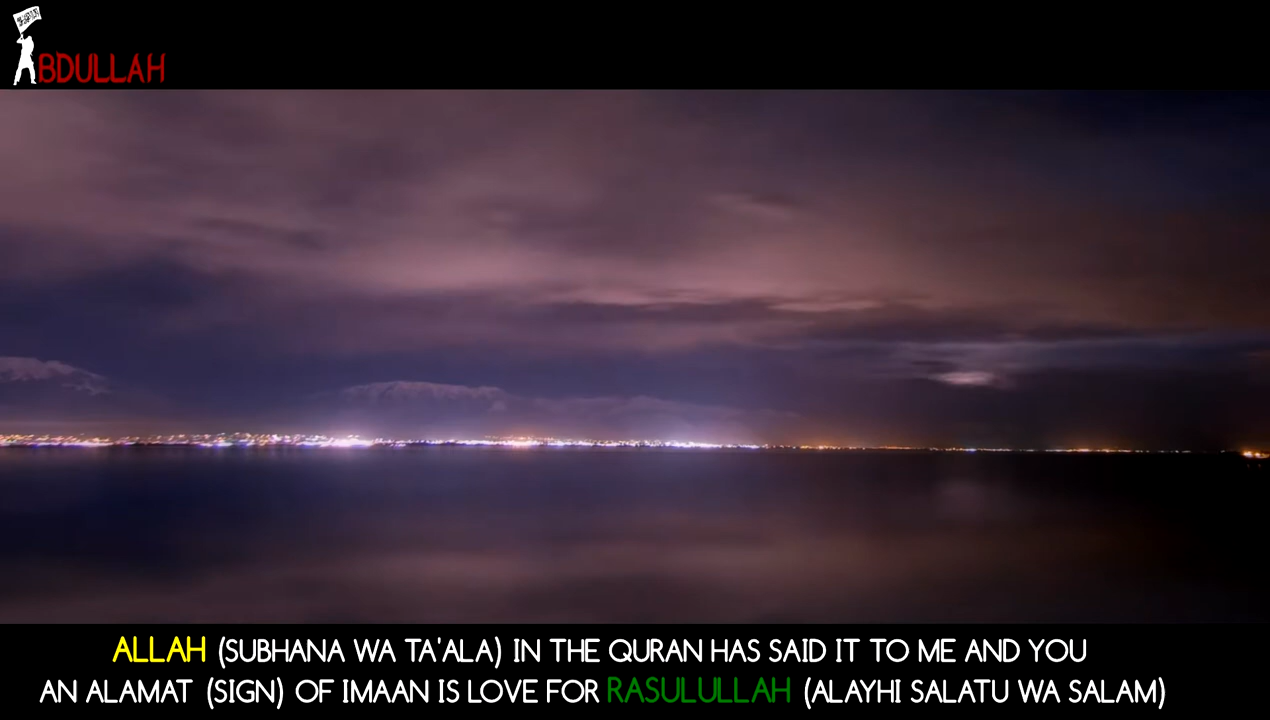 BDULLAH
ALLAH (SUBHANA WA TA'ALA) IN THE QURAN HAS SAID IT TO ME AND YOU
AN ALAMAT (SIGN) OF IMAAN IS LOVE FOR RASULULLAH (ALAYHI SALATU WA SALAM)